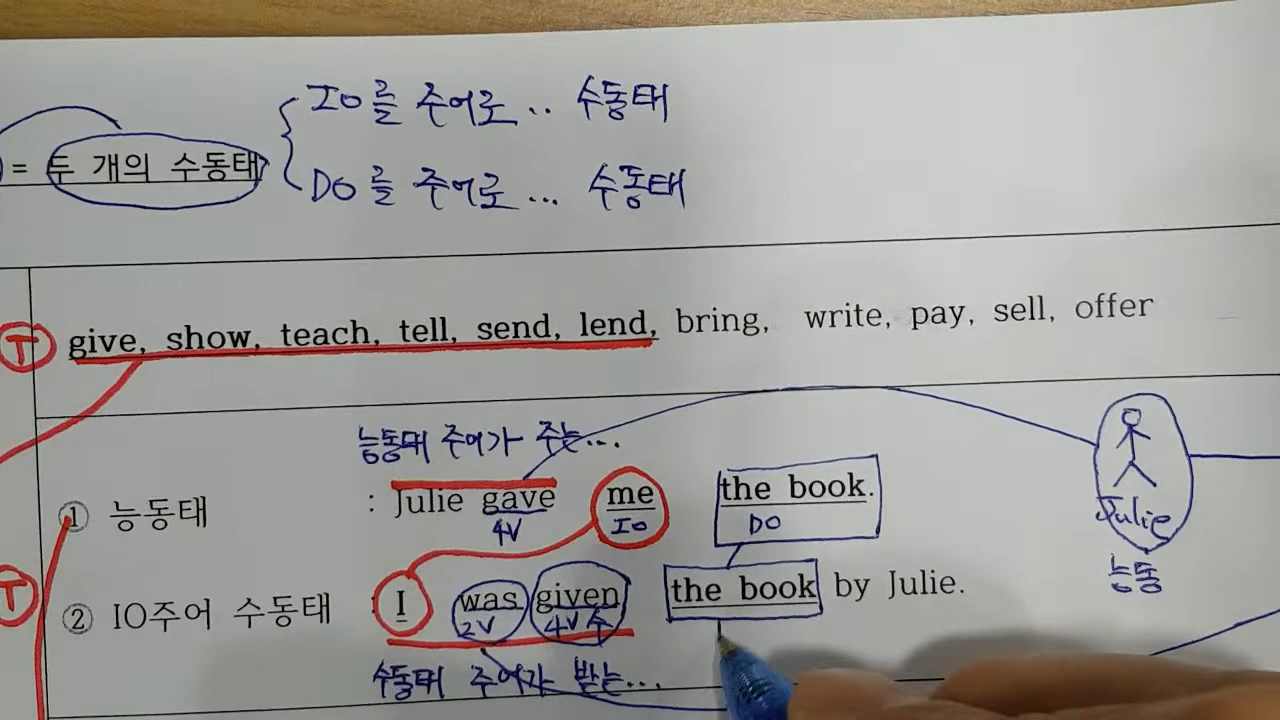 IO를 주어로.. 수동태
= 두 개의 수동태
DO를 주어로... 수동태
T give, show, teach, tell, send, lend, bring, write, pay, sell, offer
능동태 주어가 주는...
① 능동태 : Julie gave me the book.
4V IO DO
Julie
능동
T
② IO주어 수동태 : I was given the book by Julie.
2V 4V수
수동태 주어가 받는...